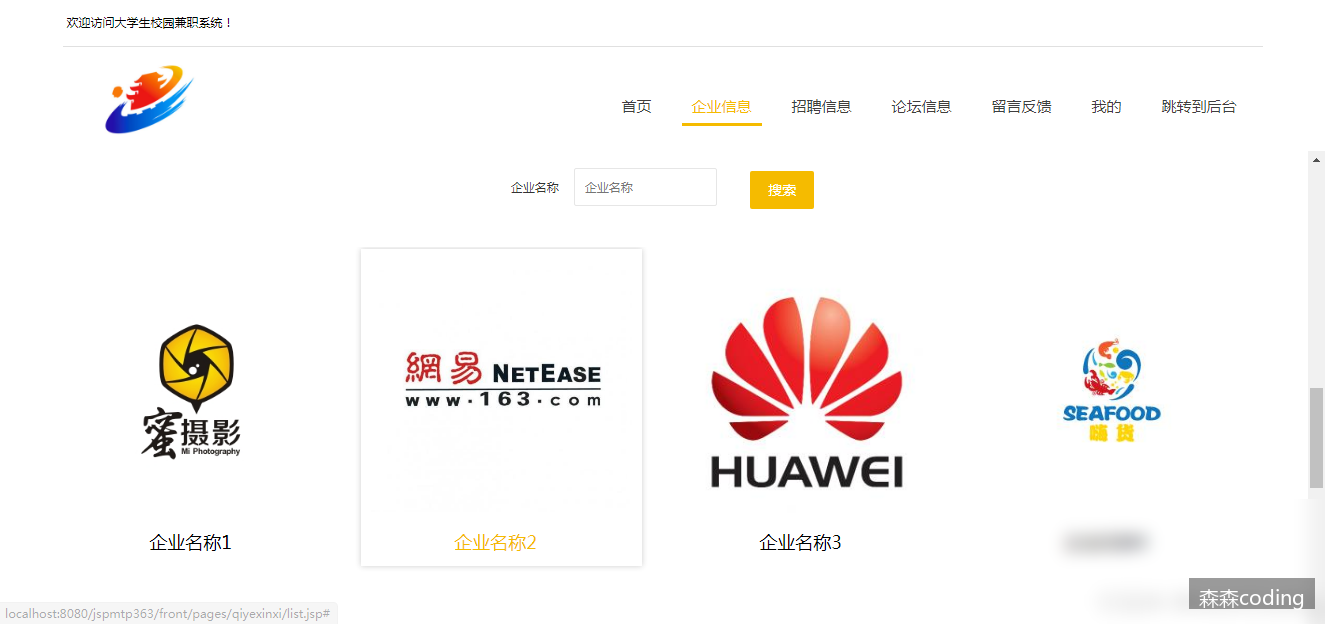 欢迎访问大学生校园兼职系统！
首页 企业信息 招聘信息 论坛信息 留言反馈 我的 跳转到后台
企业名称 企业名称 搜索
蜜摄影
Mi Photography
網易 NETEASE
www.163.com
HUAWEI
SEAFOOD
嗨货
企业名称1 企业名称2 企业名称3
森森coding
localhost:8080/jspmtp363/front/pages/qiyexinxi/list.jsp#